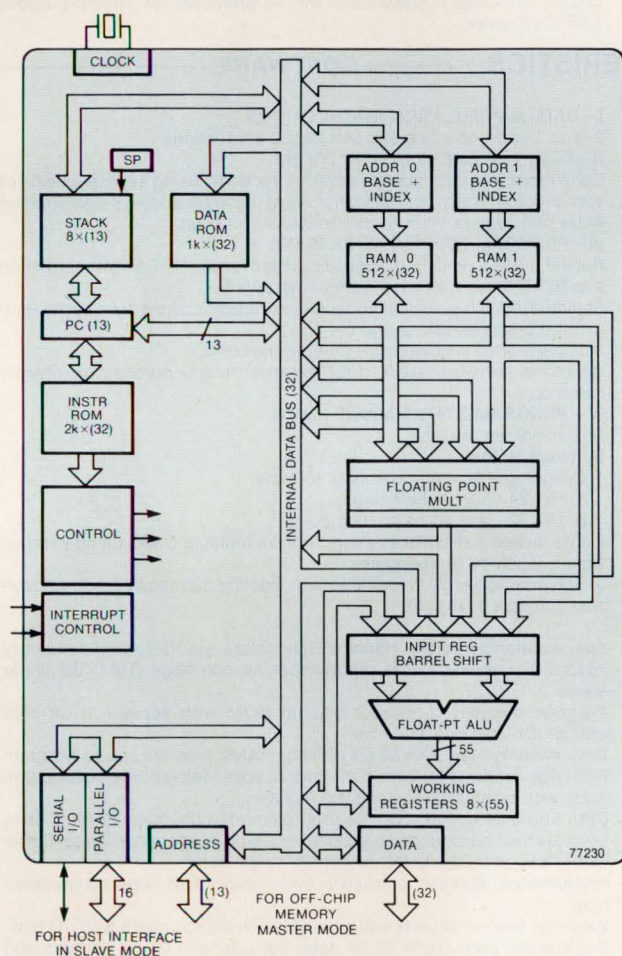 ERISTICS
CLOCK
SP
STACK
8×(13)
DATA
ROM
1k×(32)
ADDR 0
BASE +
INDEX
ADDR 1
BASE +
INDEX
RAM 0
512×(32)
RAM 1
512×(32)
PC (13)
13
INSTR
ROM
2k×(32)
INTERNAL DATA BUS (32)
FLOATING POINT
MULT
CONTROL
INTERRUPT
CONTROL
INPUT REG
BARREL SHIFT
FLOAT-PT ALU
55
WORKING
REGISTERS 8×(55)
SERIAL
I/O
PARALLEL
I/O
ADDRESS
DATA
77230
16
(13)
(32)
FOR OFF-CHIP
MEMORY
MASTER MODE
FOR HOST INTERFACE
IN SLAVE MODE